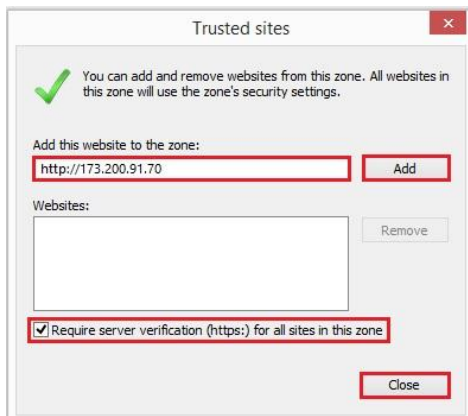 Trusted sites
You can add and remove websites from this zone. All websites in
this zone will use the zone's security settings.
Add this website to the zone:
http://173.200.91.70
Add
Websites:
Remove
Require server verification (https:) for all sites in this zone
Close